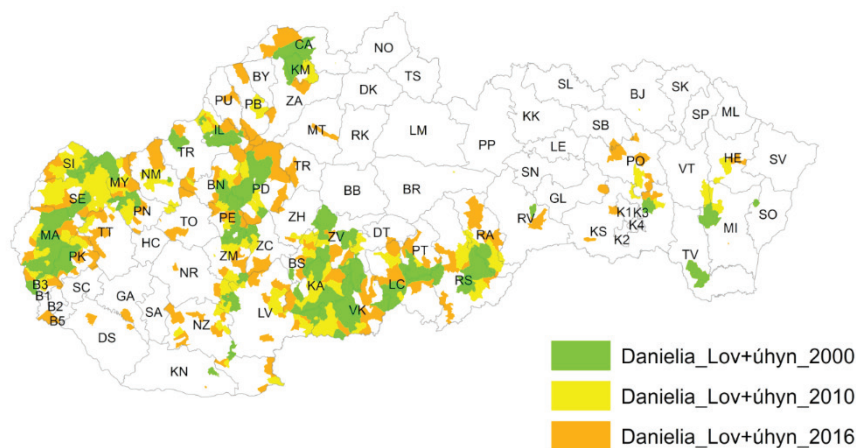 CA
NO
KM
BY
TS
PU
PB
ZA
DK
SL
BJ
SK
KK
SP
ML
IL
MT
RK
LM
SB
TR
PP
LE
PO
VT
HE
SV
SI
NM
MY
TR
BN
PD
BB
BR
SN
GL
SE
PN
TO
PE
ZH
RV
K1
K3
K4
K2
KS
MI
SO
MA
TT
HC
ZC
ZV
DT
PT
RA
PK
NR
ZM
BS
KA
LC
RS
TV
B3
B1
B2
B5
SC
GA
SA
NZ
LV
VK
DS
KN
Danielia_Lov+úhyn_2000
Danielia_Lov+úhyn_2010
Danielia_Lov+úhyn_2016